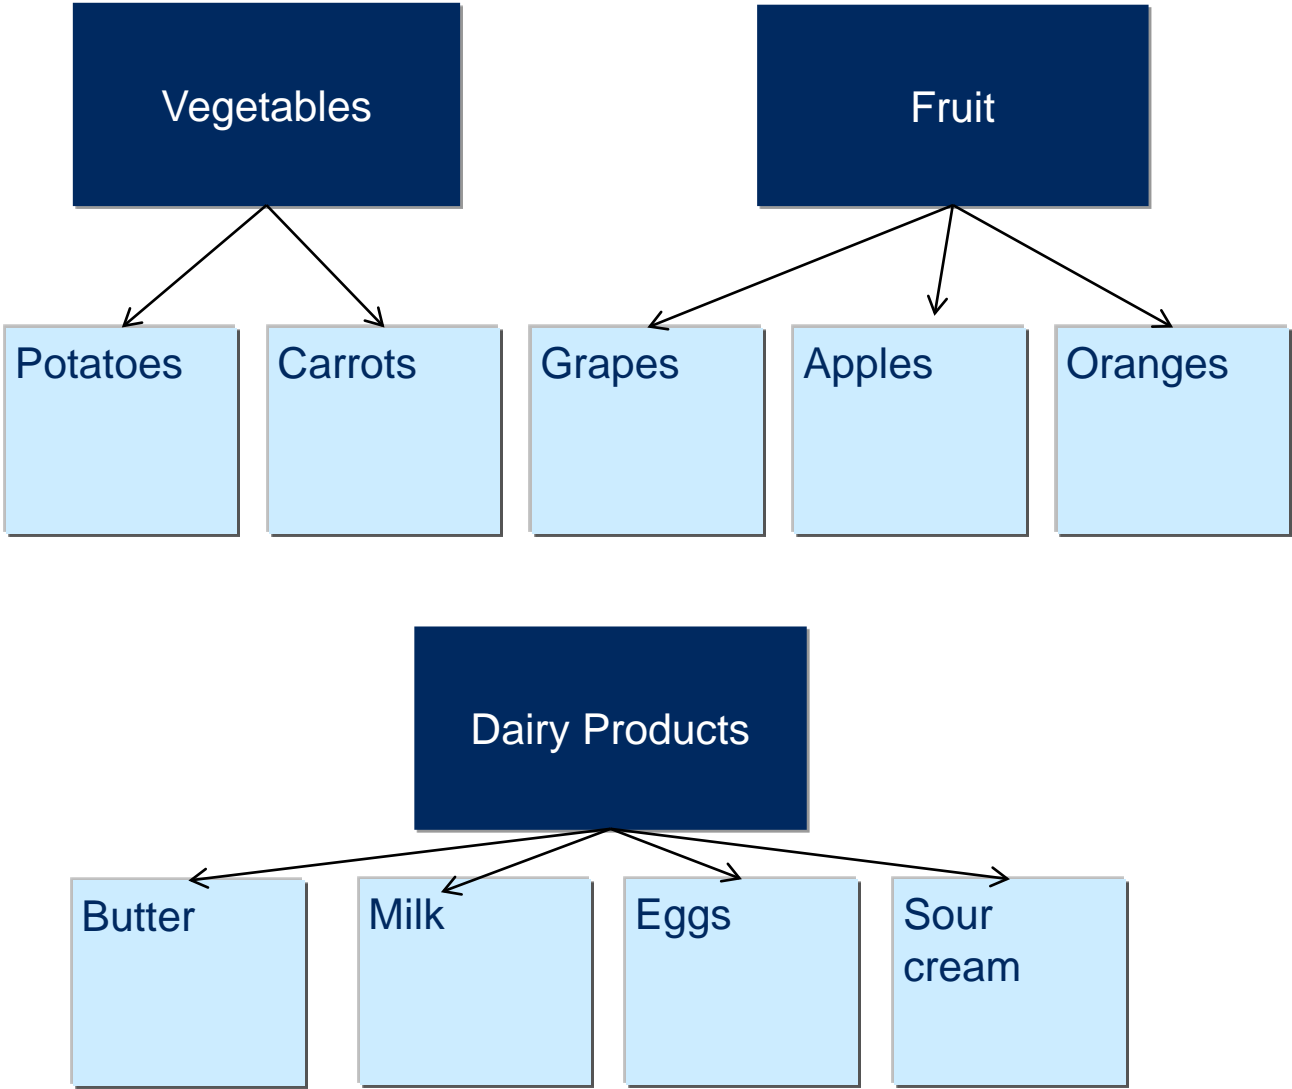 Vegetables
Fruit
Potatoes
Carrots
Grapes
Apples
Oranges
Dairy Products
Butter
Milk
Eggs
Sour
cream